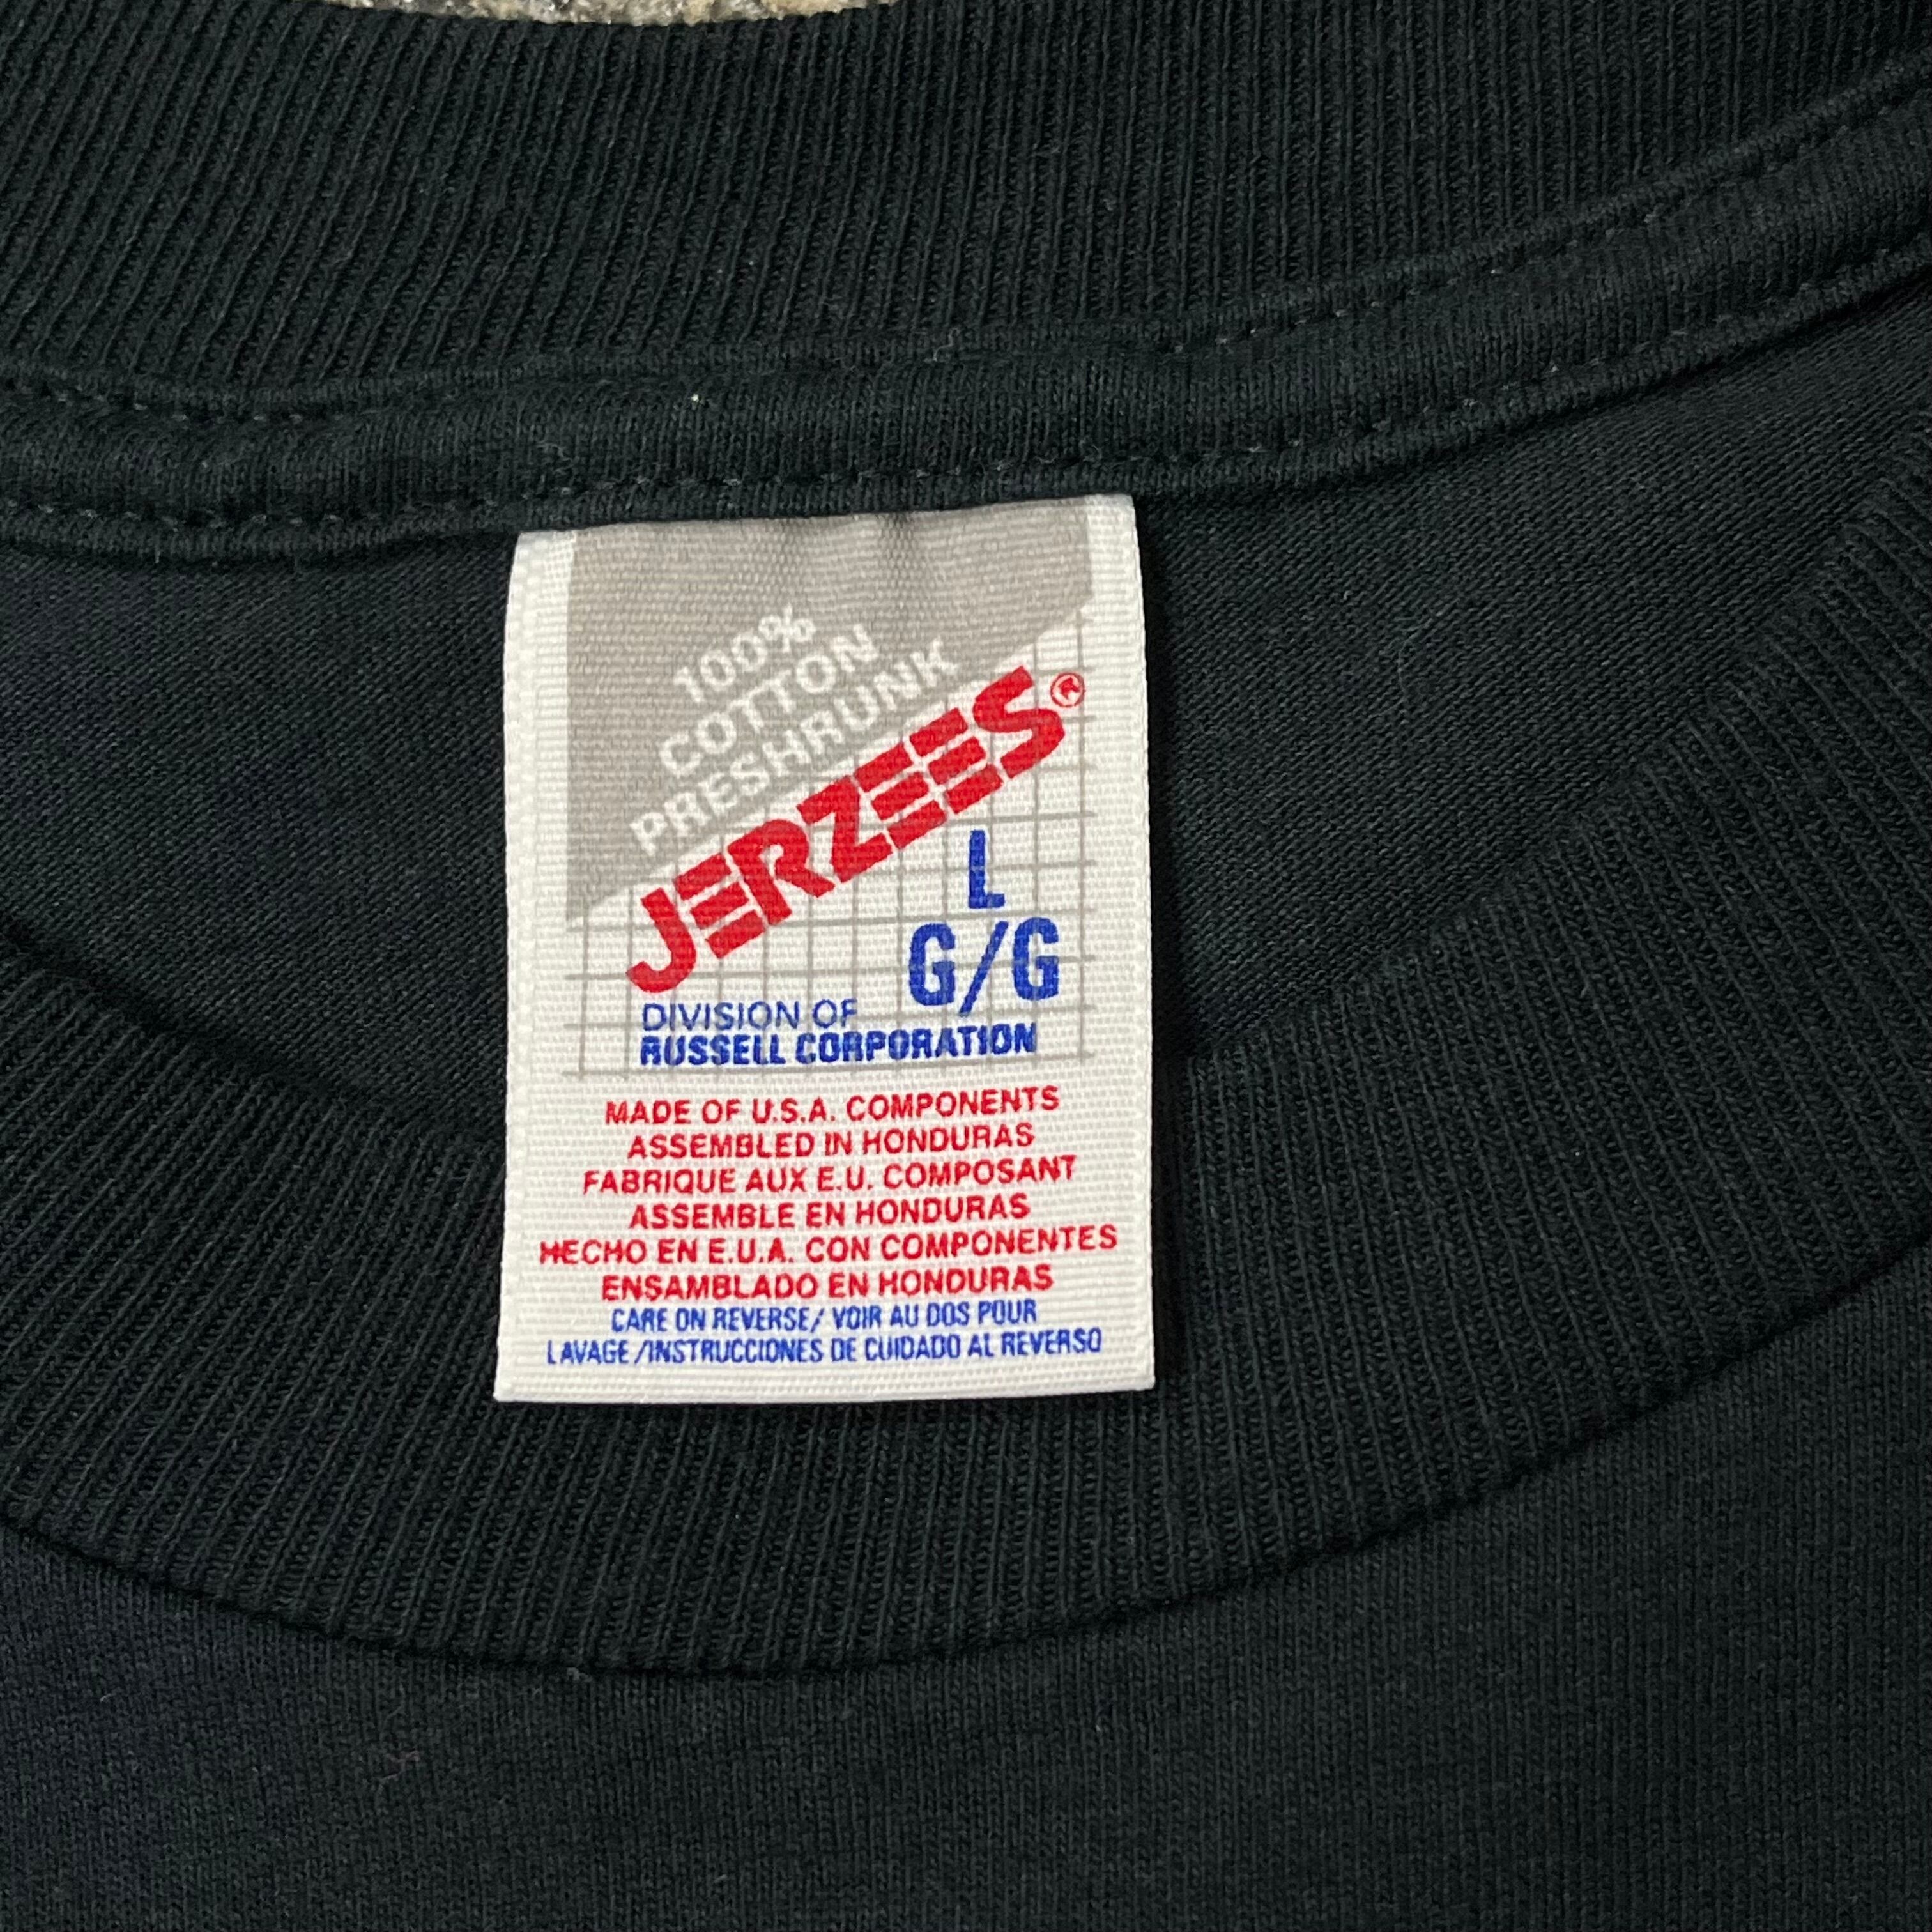 100%
COTTON
PRESHRUNK
JERZEES®
L
G/G
DIVISION OF
RUSSELL CORPORATION
MADE OF U.S.A. COMPONENTS
ASSEMBLED IN HONDURAS
FABRIQUE AUX E.U. COMPOSANT
ASSEMBLE EN HONDURAS
HECHO EN E.U.A. CON COMPONENTES
ENSAMBLADO EN HONDURAS
CARE ON REVERSE/ VOIR AU DOS POUR
LAVAGE/INSTRUCCIONES DE CUIDADO AL REVERSO